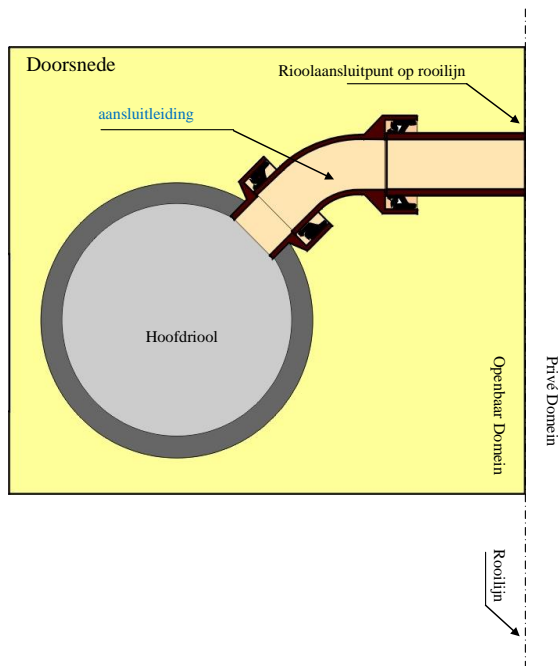 Doorsnede
Rioolaansluitpunt op rooilijn
aansluitleiding
Hoofdriool
Openbaar Domein
Privé Domein
Rooilijn